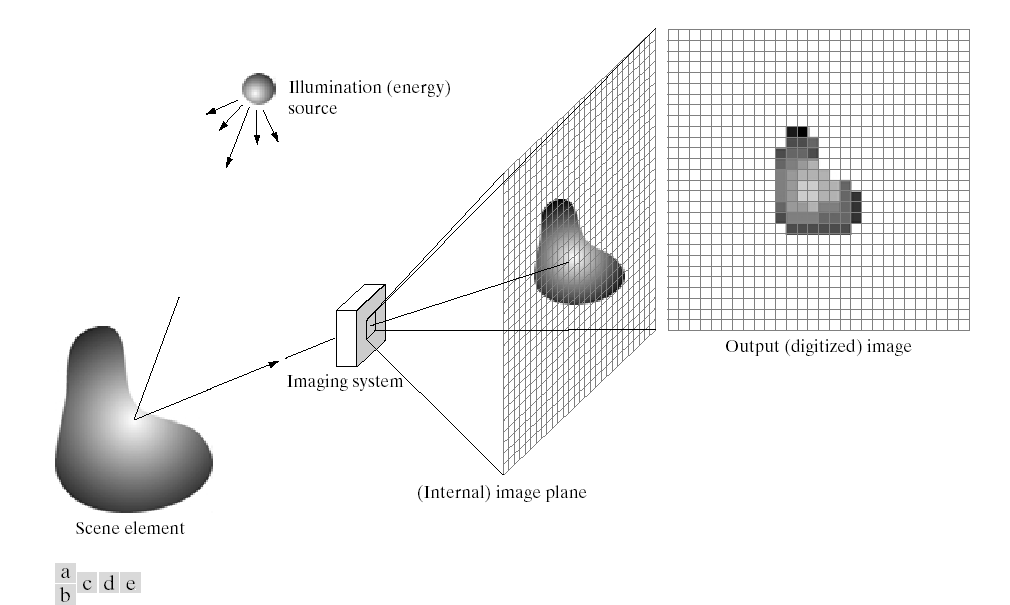 Illumination (energy)
source
Output (digitized) image
Imaging system
(Internal) image plane
Scene element
a
b
c d e